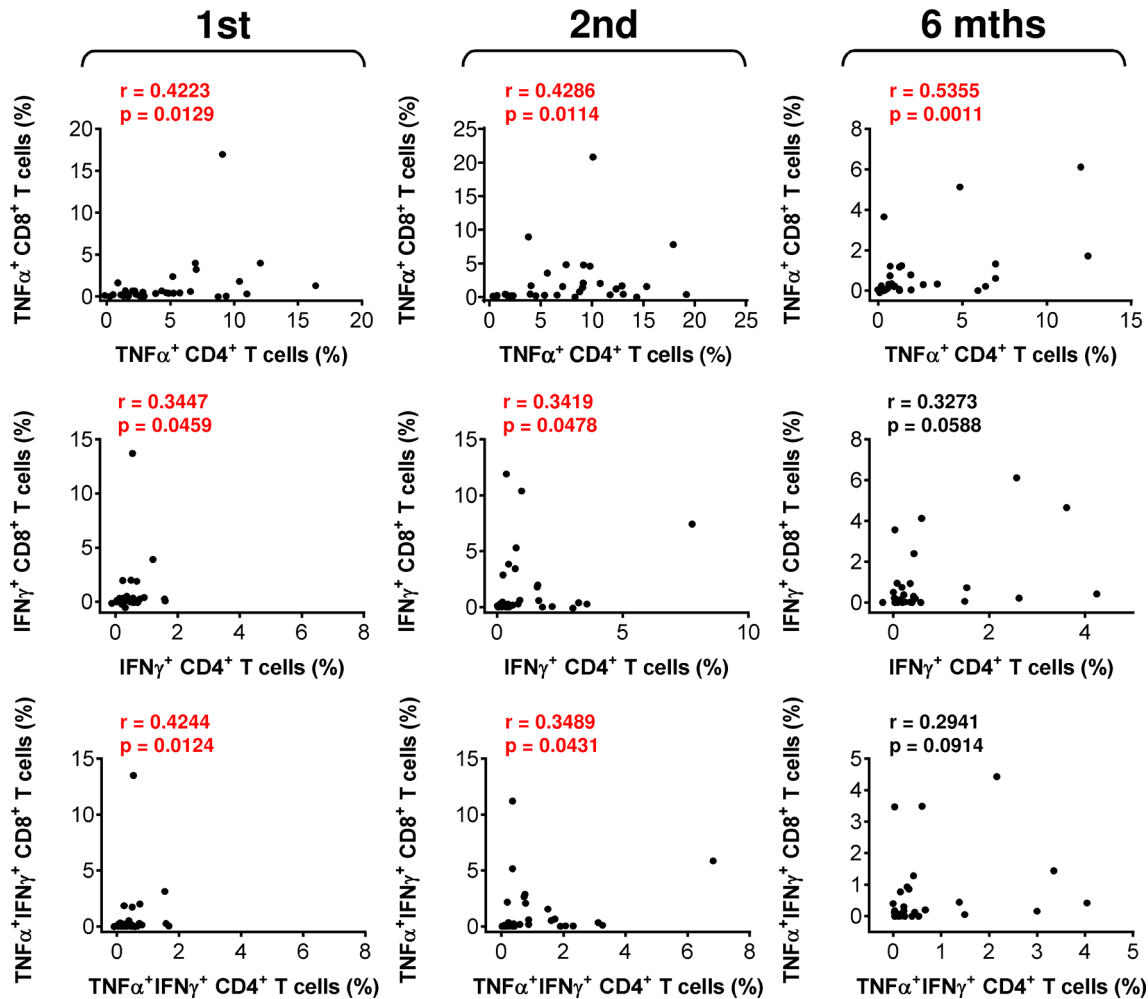 1st
2nd
6 mths
r = 0.4223
p = 0.0129
TNFα⁺ CD8⁺ T cells (%)
20
15
10
5
0
0
5
10
15
20
TNFα⁺ CD4⁺ T cells (%)
r = 0.4286
p = 0.0114
TNFα⁺ CD8⁺ T cells (%)
25
20
15
10
5
0
0
5
10
15
20
25
TNFα⁺ CD4⁺ T cells (%)
r = 0.5355
p = 0.0011
TNFα⁺ CD8⁺ T cells (%)
8
6
4
2
0
0
5
10
15
TNFα⁺ CD4⁺ T cells (%)
r = 0.3447
p = 0.0459
IFNγ⁺ CD8⁺ T cells (%)
15
10
5
0
0
2
4
6
8
IFNγ⁺ CD4⁺ T cells (%)
r = 0.3419
p = 0.0478
IFNγ⁺ CD8⁺ T cells (%)
15
10
5
0
0
5
10
IFNγ⁺ CD4⁺ T cells (%)
r = 0.3273
p = 0.0588
IFNγ⁺ CD8⁺ T cells (%)
8
6
4
2
0
0
2
4
IFNγ⁺ CD4⁺ T cells (%)
r = 0.4244
p = 0.0124
TNFα⁺IFNγ⁺ CD8⁺ T cells (%)
15
10
5
0
0
2
4
6
8
TNFα⁺IFNγ⁺ CD4⁺ T cells (%)
r = 0.3489
p = 0.0431
TNFα⁺IFNγ⁺ CD8⁺ T cells (%)
15
10
5
0
0
2
4
6
8
TNFα⁺IFNγ⁺ CD4⁺ T cells (%)
r = 0.2941
p = 0.0914
TNFα⁺IFNγ⁺ CD8⁺ T cells (%)
5
4
3
2
1
0
0
1
2
3
4
5
TNFα⁺IFNγ⁺ CD4⁺ T cells (%)